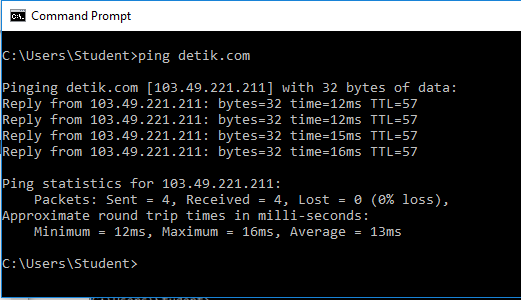 Command Prompt
C:\Users\Student>ping detik.com
Pinging detik.com [103.49.221.211] with 32 bytes of data:
Reply from 103.49.221.211: bytes=32 time=12ms TTL=57
Reply from 103.49.221.211: bytes=32 time=12ms TTL=57
Reply from 103.49.221.211: bytes=32 time=15ms TTL=57
Reply from 103.49.221.211: bytes=32 time=16ms TTL=57
Ping statistics for 103.49.221.211:
    Packets: Sent = 4, Received = 4, Lost = 0 (0% loss),
Approximate round trip times in milli-seconds:
    Minimum = 12ms, Maximum = 16ms, Average = 13ms
C:\Users\Student>